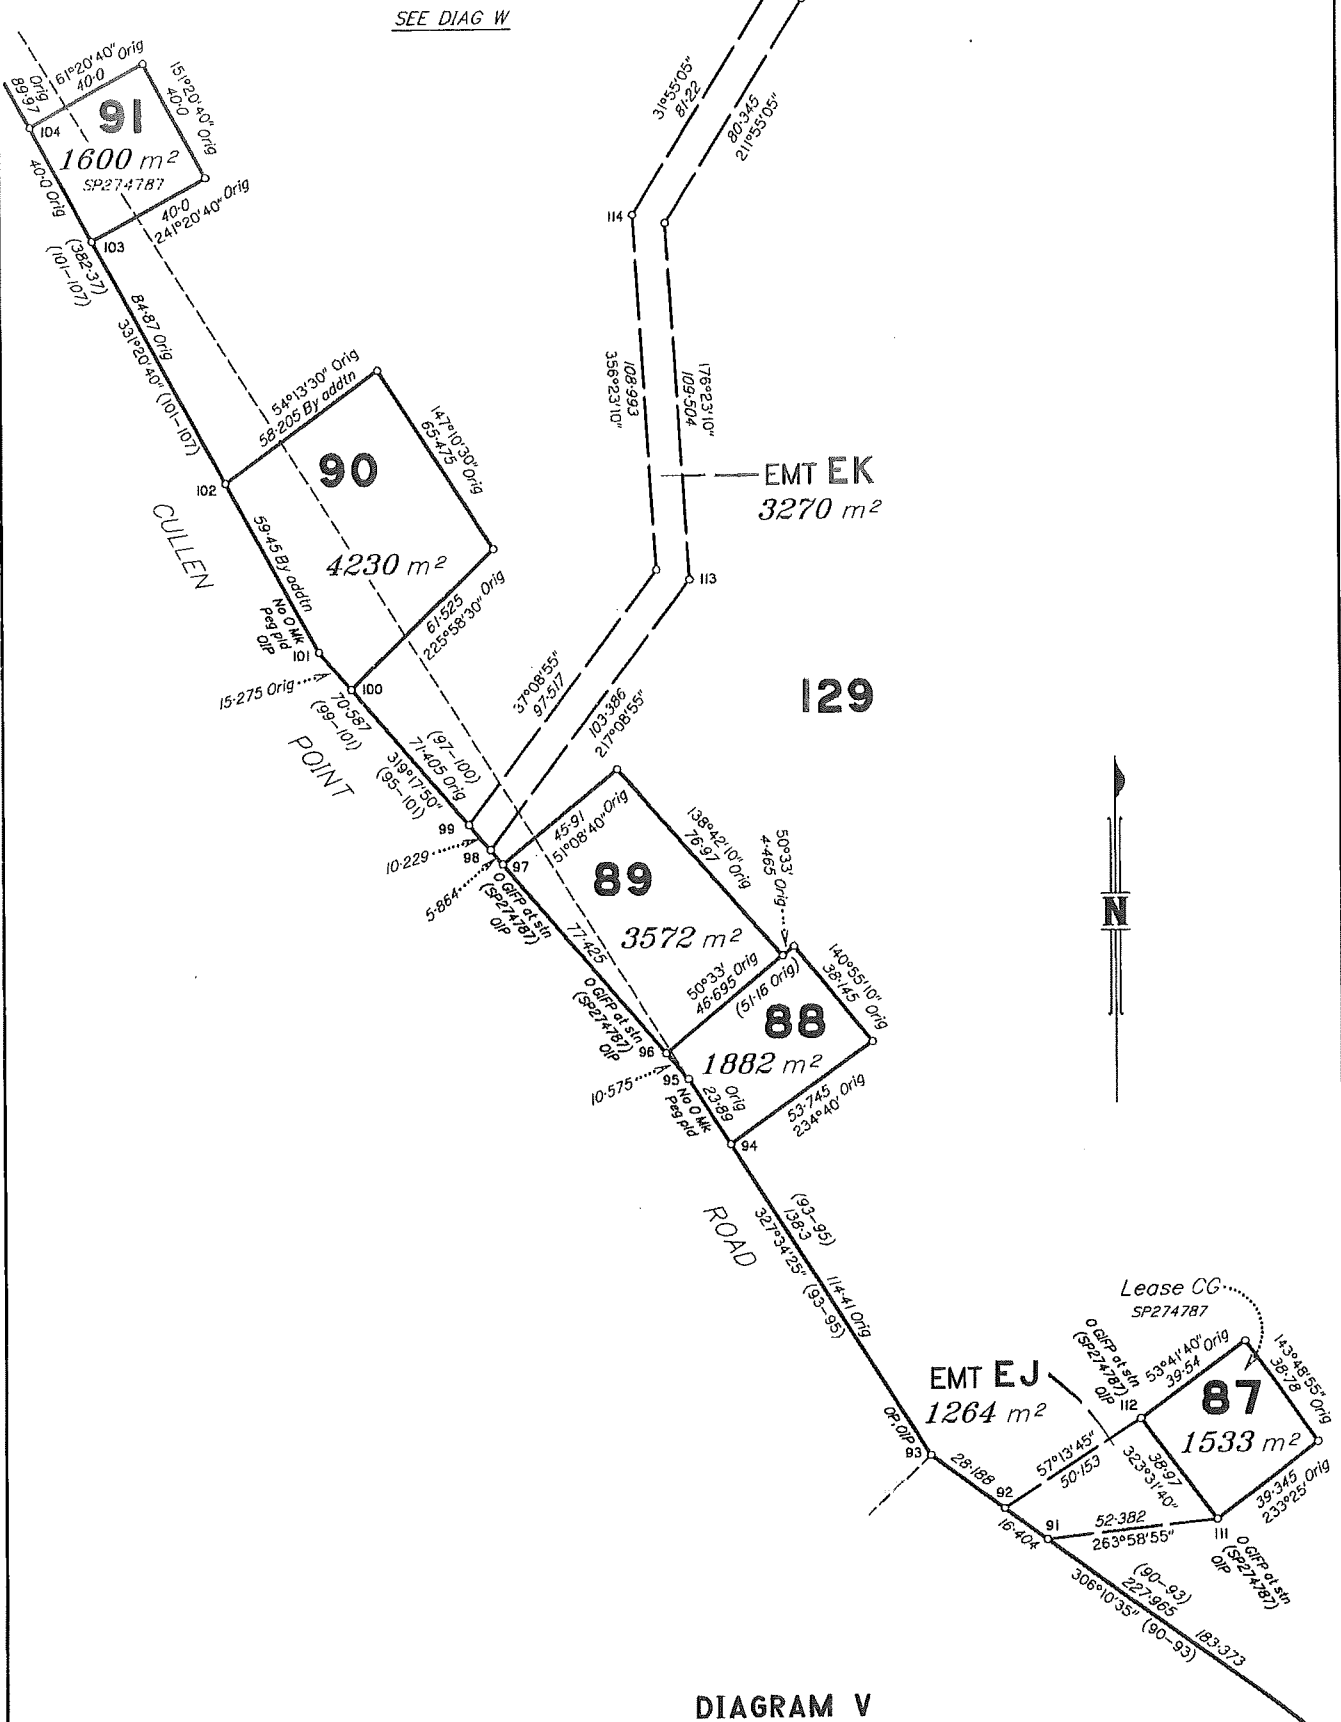 SEE DIAG W
89·97
Orig
61°20'40" Orig
40·0
151°20'40" Orig
40·0
104
91
1600 m²
SP274787
40·0 Orig
40·0
241°20'40" Orig
103
(382·37)
(101-107)
84·87 Orig
331°20'40" (101-107)
31°55'05"
81·22
80·345
211°55'05"
114
108·993
356°23'10"
176°23'10"
109·504
EMT EK
3270 m²
113
54°13'30" Orig
58·205 By addtn
147°10'30" Orig
65·475
90
4230 m²
102
CULLEN
59·45 By addtn
No O Mk
Peg pld
OIP
101
61·525
225°58'30" Orig
15·275 Orig
100
70·587
(99-101)
POINT
(97-100)
71·405 Orig
319°17'50"
(95-101)
37°08'55"
97·517
103·386
217°08'55"
129
99
10·229
98
97
5·864
45·91
51°08'40" Orig
138°42'10" Orig
76·97
50°33' Orig
4·465
89
3572 m²
O GIFP at stn
(SP274787)
OIP
77·425
O GIFP at stn
(SP274787)
OIP
50°33'
46·695 Orig
(51·16 Orig)
140°55'10"
38·145 Orig
88
1882 m²
96
10·575
95
No O Mk
Peg pld
Orig
23·89
53·745
234°40' Orig
94
N
ROAD
(93-95)
138·3
327°34'25" (93-95)
114·41 Orig
OP,OIP
93
EMT EJ
1264 m²
Lease CG
SP274787
O GIFP at stn
(SP274787)
OIP
112
53°41'40" Orig
39·54
143°48'55" Orig
38·78
87
1533 m²
57°13'45"
50·153
38·97
323°31'40"
39·345
233°25' Orig
28·188
92
16·404
91
52·382
263°58'55"
111
O GIFP at stn
(SP274787)
OIP
(90-93)
227·965
306°10'35" (90-93)
183·373
DIAGRAM V